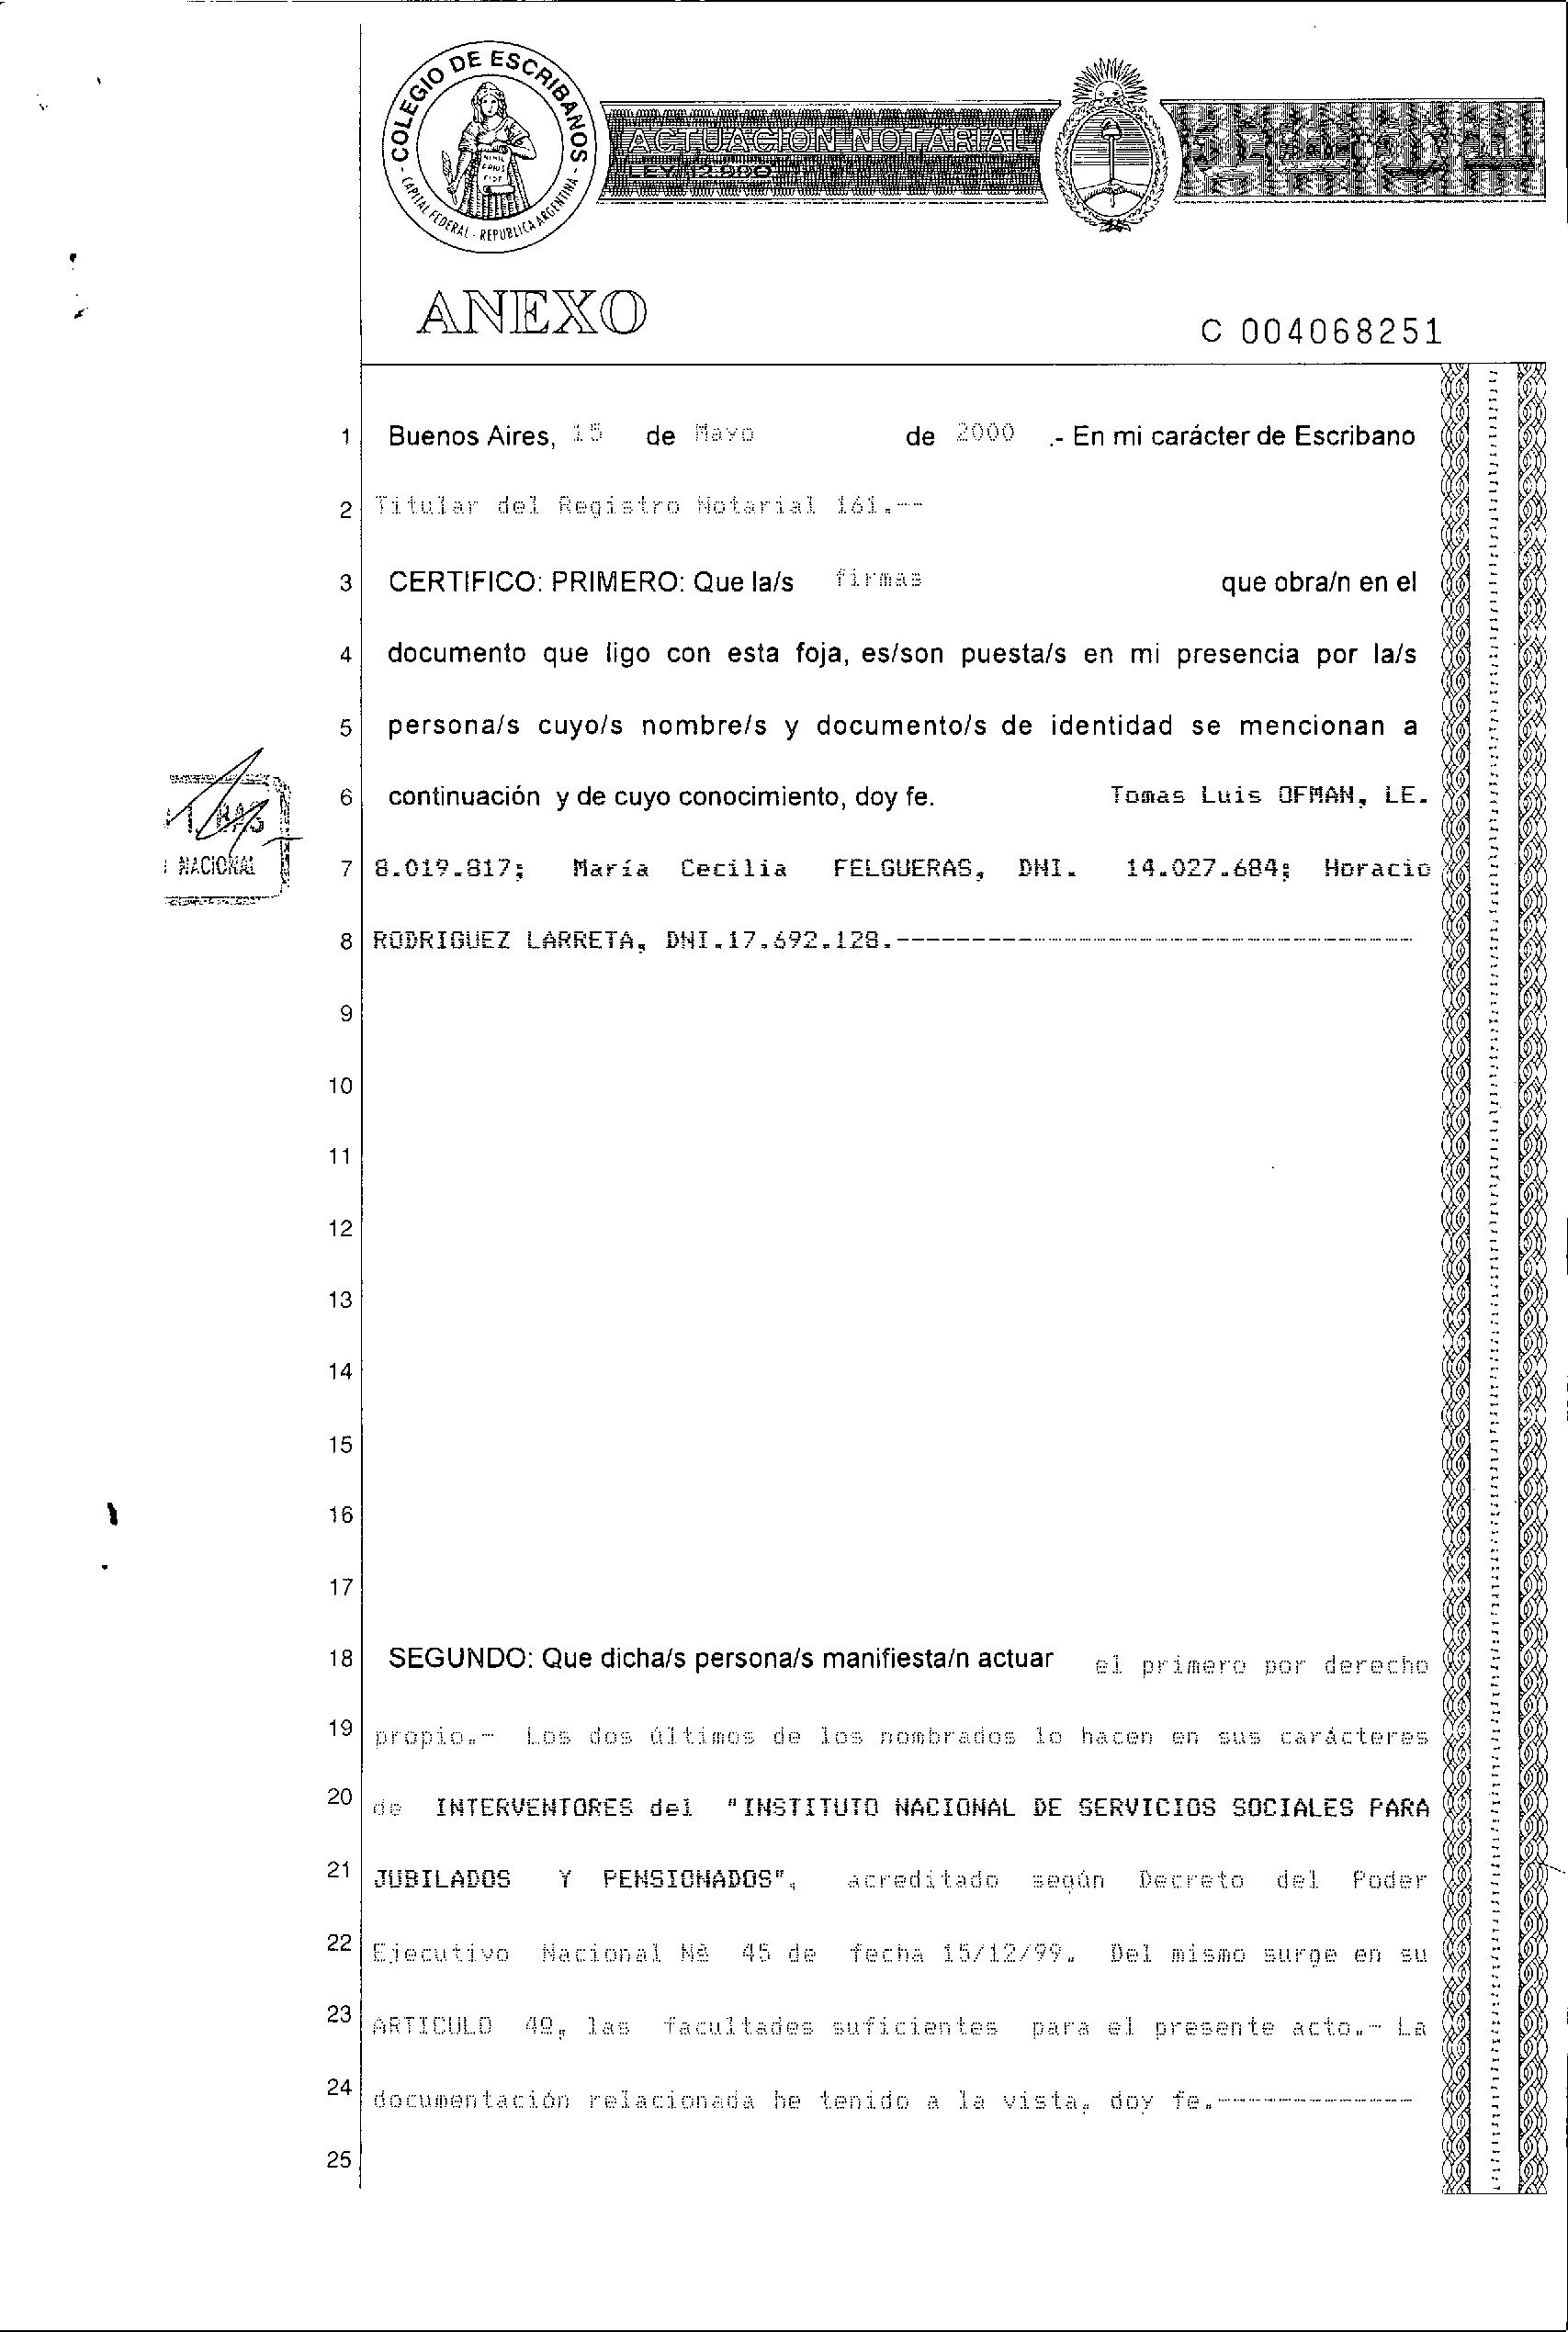 COLEGIO DE ESCRIBANOS
- CAPITAL FEDERAL - REPUBLICA ARGENTINA -
ACTUACION NOTARIAL
LEY 12.990
ANEXO
C 004068251
1 Buenos Aires, 15 de Mayo de 2000 .- En mi carácter de Escribano
2 Titular del Registro Notarial 161.--
3 CERTIFICO: PRIMERO: Que la/s firmas que obra/n en el
4 documento que ligo con esta foja, es/son puesta/s en mi presencia por la/s
5 persona/s cuyo/s nombre/s y documento/s de identidad se mencionan a
6 continuación y de cuyo conocimiento, doy fe. Tomas Luis OFMAN, LE.
NACIONAL
7 8.019.817; María Cecilia FELGUERAS, DNI. 14.027.684; Horacio
8 RODRIGUEZ LARRETA, DNI.17.692.128.-----------------------------------
9
10
11
12
13
14
15
16
17
18 SEGUNDO: Que dicha/s persona/s manifiesta/n actuar el primero por derecho
19 propio.- Los dos últimos de los nombrados lo hacen en sus carácteres
20 de INTERVENTORES del "INSTITUTO NACIONAL DE SERVICIOS SOCIALES PARA
21 JUBILADOS Y PENSIONADOS", acreditado según Decreto del Poder
22 Ejecutivo Nacional Nº 45 de fecha 15/12/99. Del mismo surge en su
23 ARTICULO 4º, las facultades suficientes para el presente acto.- La
24 documentación relacionada he tenido a la vista, doy fe.-------------
25